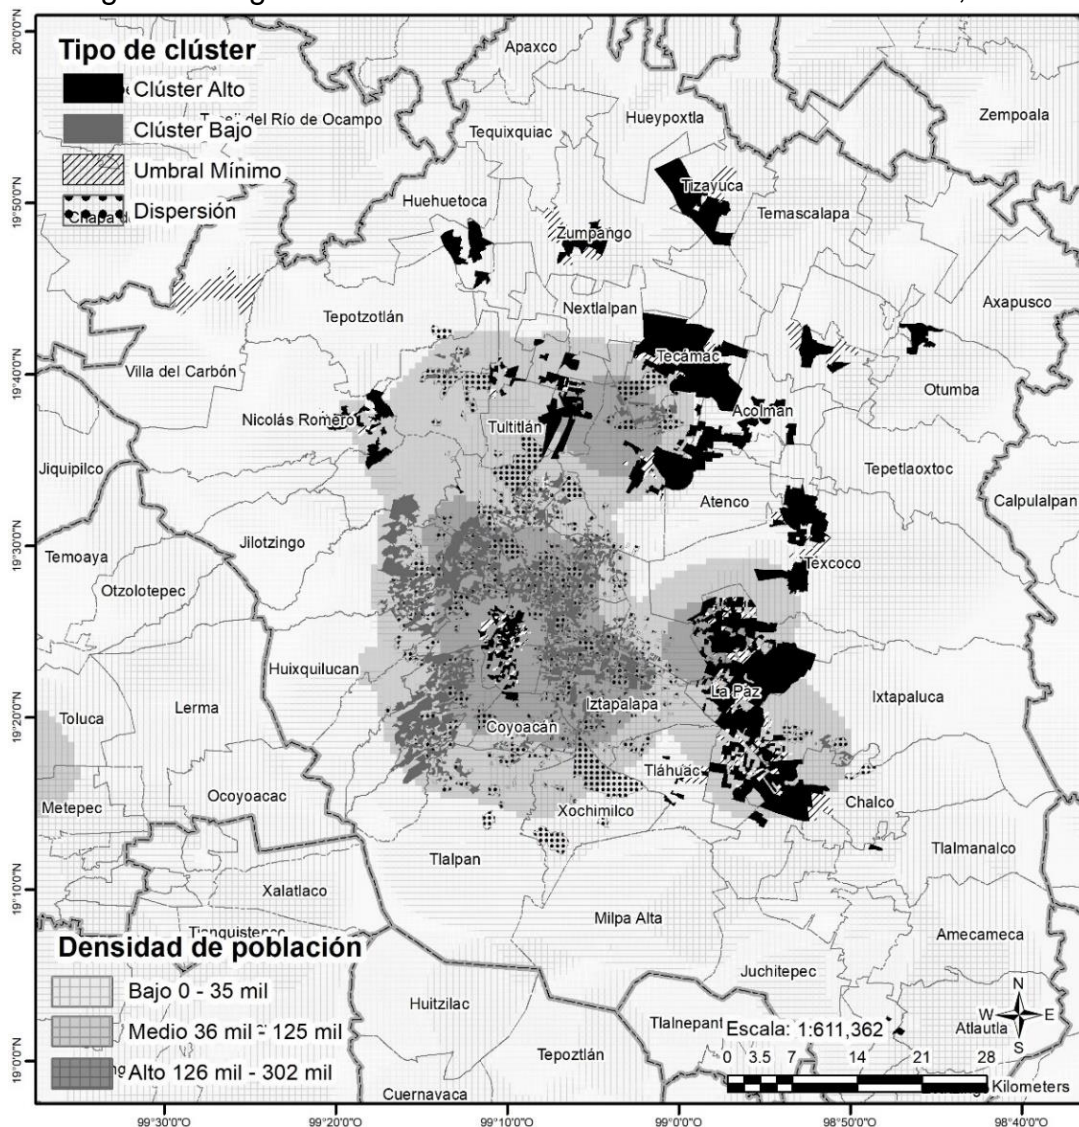 20°0'0"N
Apaxco
Tipo de clúster
Clúster Alto
del Río de Ocampo
Hueypoxtla
Zempoala
Clúster Bajo
Tequixquiac
Umbral Mínimo
Tizayuca
19°50'0"N
Huehuetoca
Temascalapa
Dispersión
Zumpango
Nextlalpan
Axapusco
Tepotzotlán
Tecámac
Villa del Carbón
19°40'0"N
Otumba
Acolman
Nicolás Romero
Tultitlán
Jiquipilco
Tepetlaoxtoc
Atenco
Calpulalpan
Temoaya
Jilotzingo
19°30'0"N
Texcoco
Otzolotepec
Huixquilucan
La Paz
Ixtapaluca
Toluca
Lerma
Iztapalapa
19°20'0"N
Coyoacán
Tláhuac
Metepec
Ocoyoacac
Chalco
Xochimilco
Tlalpan
Tlalmanalco
19°10'0"N
Xalatlaco
Milpa Alta
Amecameca
Densidad de población
Juchitepec
Bajo 0 - 35 mil
Huitzilac
N
W E
S
Medio 36 mil - 125 mil
Tlalnepant
Escala: 1:611,362
Atlautla
19°0'0"N
Alto 126 mil - 302 mil
Tepoztlán
0 3.5 7 14 21 28
Kilometers
Cuernavaca
99°30'0"W 99°20'0"W 99°10'0"W 99°0'0"W 98°50'0"W 98°40'0"W